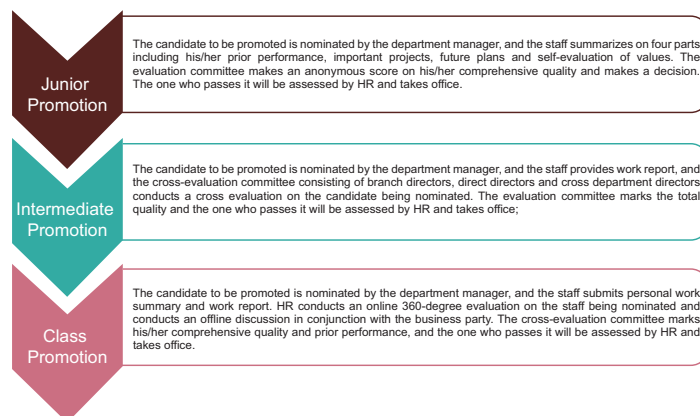 Junior
Promotion
The candidate to be promoted is nominated by the department manager, and the staff summarizes on four parts
including his/her prior performance, important projects, future plans and self-evaluation of values. The
evaluation committee makes an anonymous score on his/her comprehensive quality and makes a decision.
The one who passes it will be assessed by HR and takes office.
Intermediate
Promotion
The candidate to be promoted is nominated by the department manager, and the staff provides work report, and
the cross-evaluation committee consisting of branch directors, direct directors and cross department directors
conducts a cross evaluation on the candidate being nominated. The evaluation committee marks the total
quality and the one who passes it will be assessed by HR and takes office;
Class
Promotion
The candidate to be promoted is nominated by the department manager, and the staff submits personal work
summary and work report. HR conducts an online 360-degree evaluation on the staff being nominated and
conducts an offline discussion in conjunction with the business party. The cross-evaluation committee marks
his/her comprehensive quality and prior performance, and the one who passes it will be assessed by HR and
takes office.